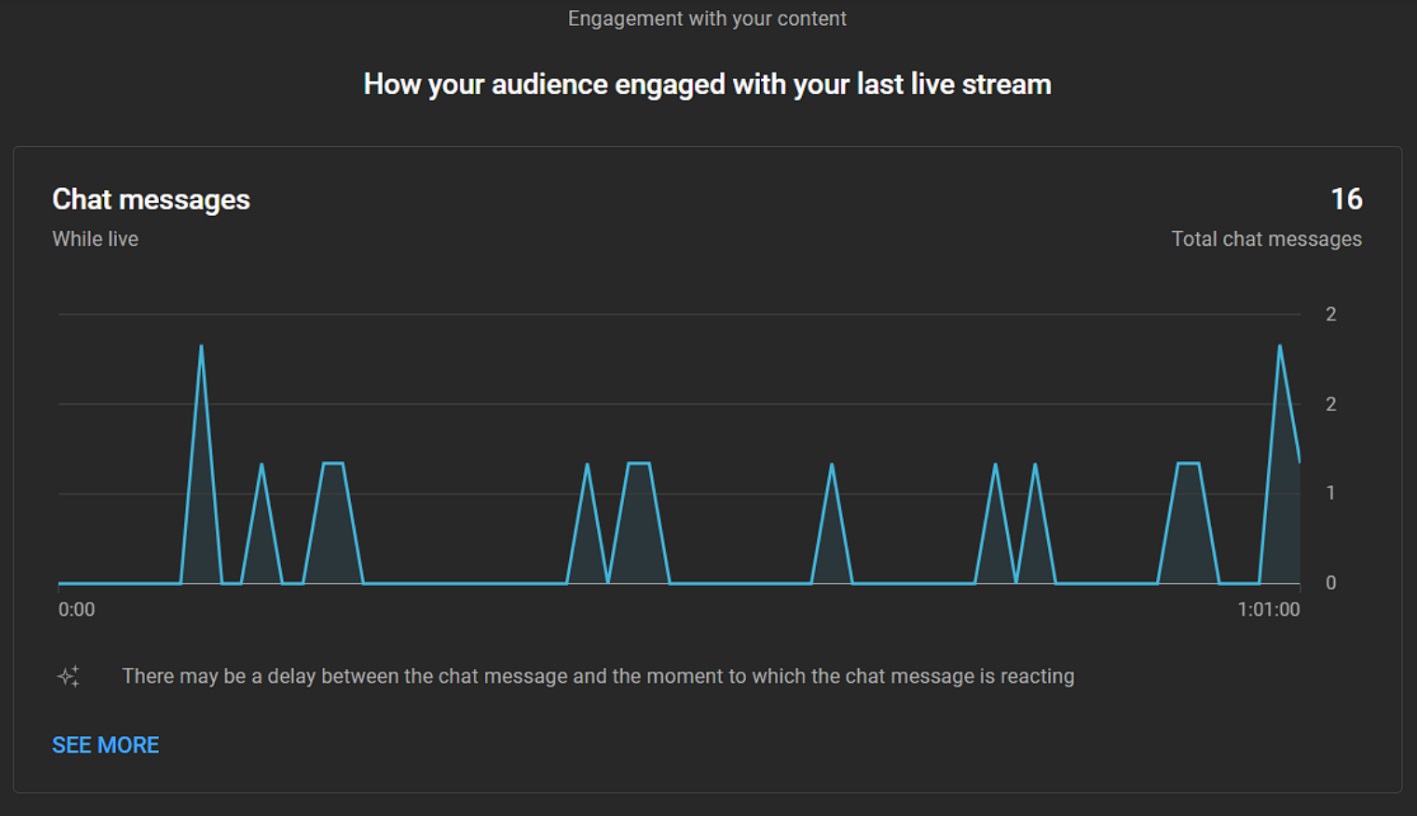 Engagement with your content
How your audience engaged with your last live stream
Chat messages
16
While live
Total chat messages
2
2
1
0
0:00
1:01:00
There may be a delay between the chat message and the moment to which the chat message is reacting
SEE MORE